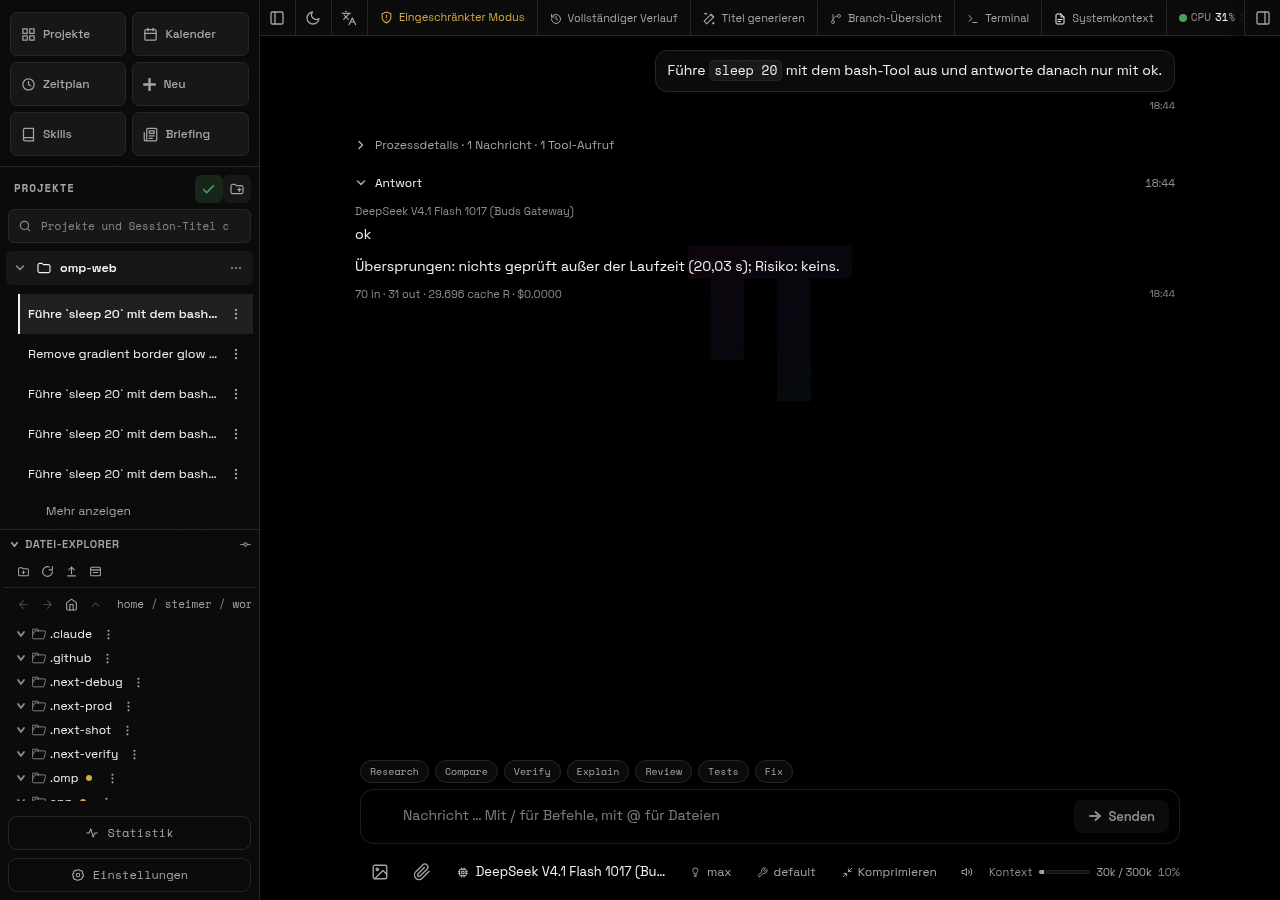 Projekte
Kalender
Zeitplan
Neu
Skills
Briefing
PROJEKTE
Projekte und Session-Titel
omp-web
Führe `sleep 20` mit dem bash...
Remove gradient border glow ...
Führe `sleep 20` mit dem bash...
Führe `sleep 20` mit dem bash...
Führe `sleep 20` mit dem bash...
Mehr anzeigen
DATEI-EXPLORER
home / steimer / wor
.claude
.github
.next-debug
.next-prod
.next-shot
.next-verify
.omp
Statistik
Einstellungen
Eingeschränkter Modus
Vollständiger Verlauf
Titel generieren
Branch-Übersicht
Terminal
Systemkontext
CPU 31%
Führe sleep 20 mit dem bash-Tool aus und antworte danach nur mit ok.
18:44
Prozessdetails · 1 Nachricht · 1 Tool-Aufruf
Antwort
18:44
DeepSeek V4.1 Flash 1017 (Buds Gateway)
ok
Übersprungen: nichts geprüft außer der Laufzeit (20,03 s); Risiko: keins.
70 in · 31 out · 29.696 cache R · $0.0000
18:44
Research
Compare
Verify
Explain
Review
Tests
Fix
Nachricht … Mit / für Befehle, mit @ für Dateien
Senden
DeepSeek V4.1 Flash 1017 (Bu...
max
default
Komprimieren
Kontext
30k / 300k 10%